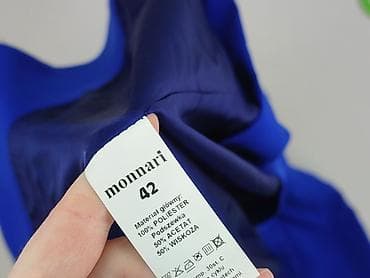 monnari
42
Materiał główny:
100% POLIESTER
Podszewka
50% ACETAT
50% WISKOZA